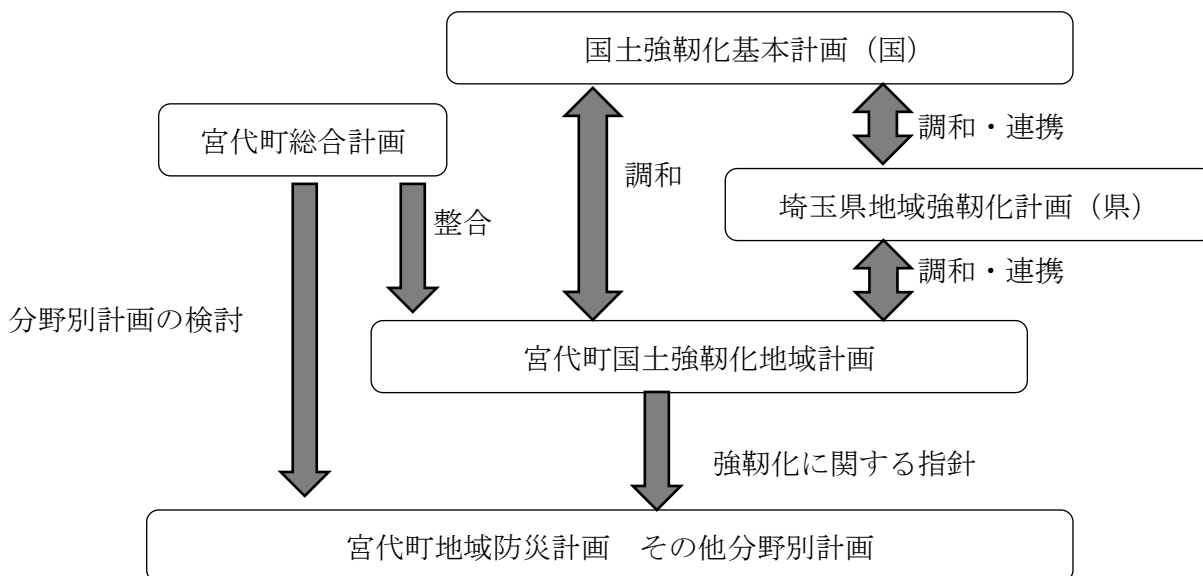 国土強靭化基本計画（国）
宮代町総合計画
調和・連携
調和
埼玉県地域強靭化計画（県）
整合
調和・連携
分野別計画の検討
宮代町国土強靭化地域計画
強靭化に関する指針
宮代町地域防災計画　その他分野別計画